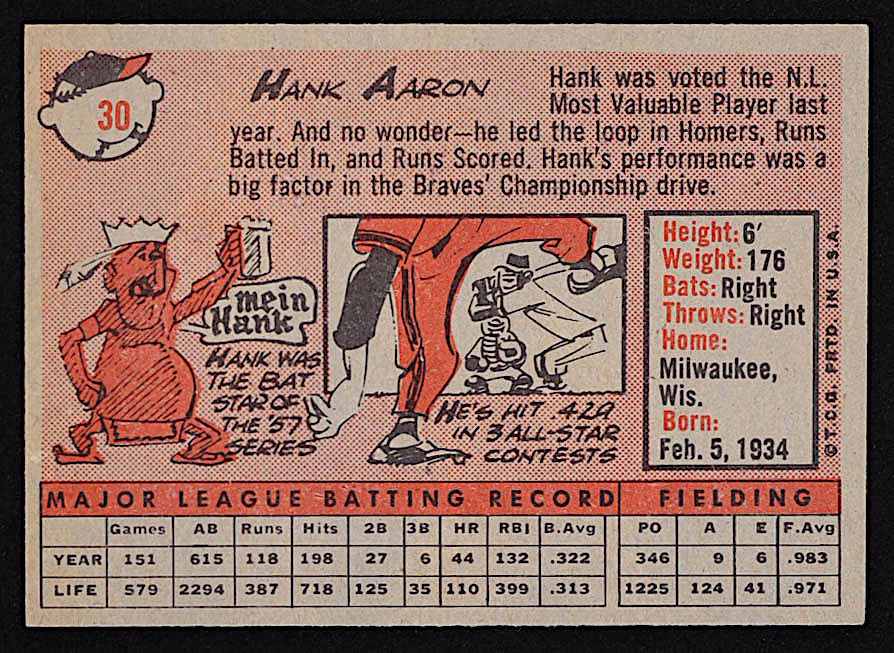 30
HANK AARON
Hank was voted the N.L.
Most Valuable Player last
year. And no wonder—he led the loop in Homers, Runs
Batted In, and Runs Scored. Hank's performance was a
big factor in the Braves' Championship drive.
mein
Hank
HANK WAS
THE BAT
STAR OF
THE '57
SERIES
HE'S HIT .429
IN 3 ALL-STAR
CONTESTS
Height: 6'
Weight: 176
Bats: Right
Throws: Right
Home:
Milwaukee,
Wis.
Born:
Feb. 5, 1934
©T.C.G. PRTD. IN U.S.A.
MAJOR LEAGUE BATTING RECORD FIELDING
Games AB Runs Hits 2B 3B HR RBI B.Avg PO A E F.Avg
YEAR 151 615 118 198 27 6 44 132 .322 346 9 6 .983
LIFE 579 2294 387 718 125 35 110 399 .313 1225 124 41 .971